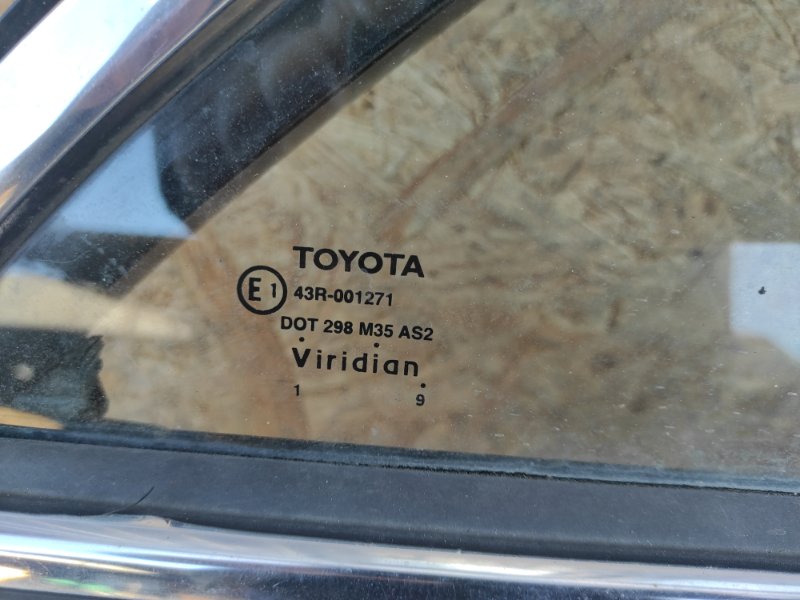 TOYOTA
E1 43R-001271
DOT 298 M35 AS2
Viridian
1 9